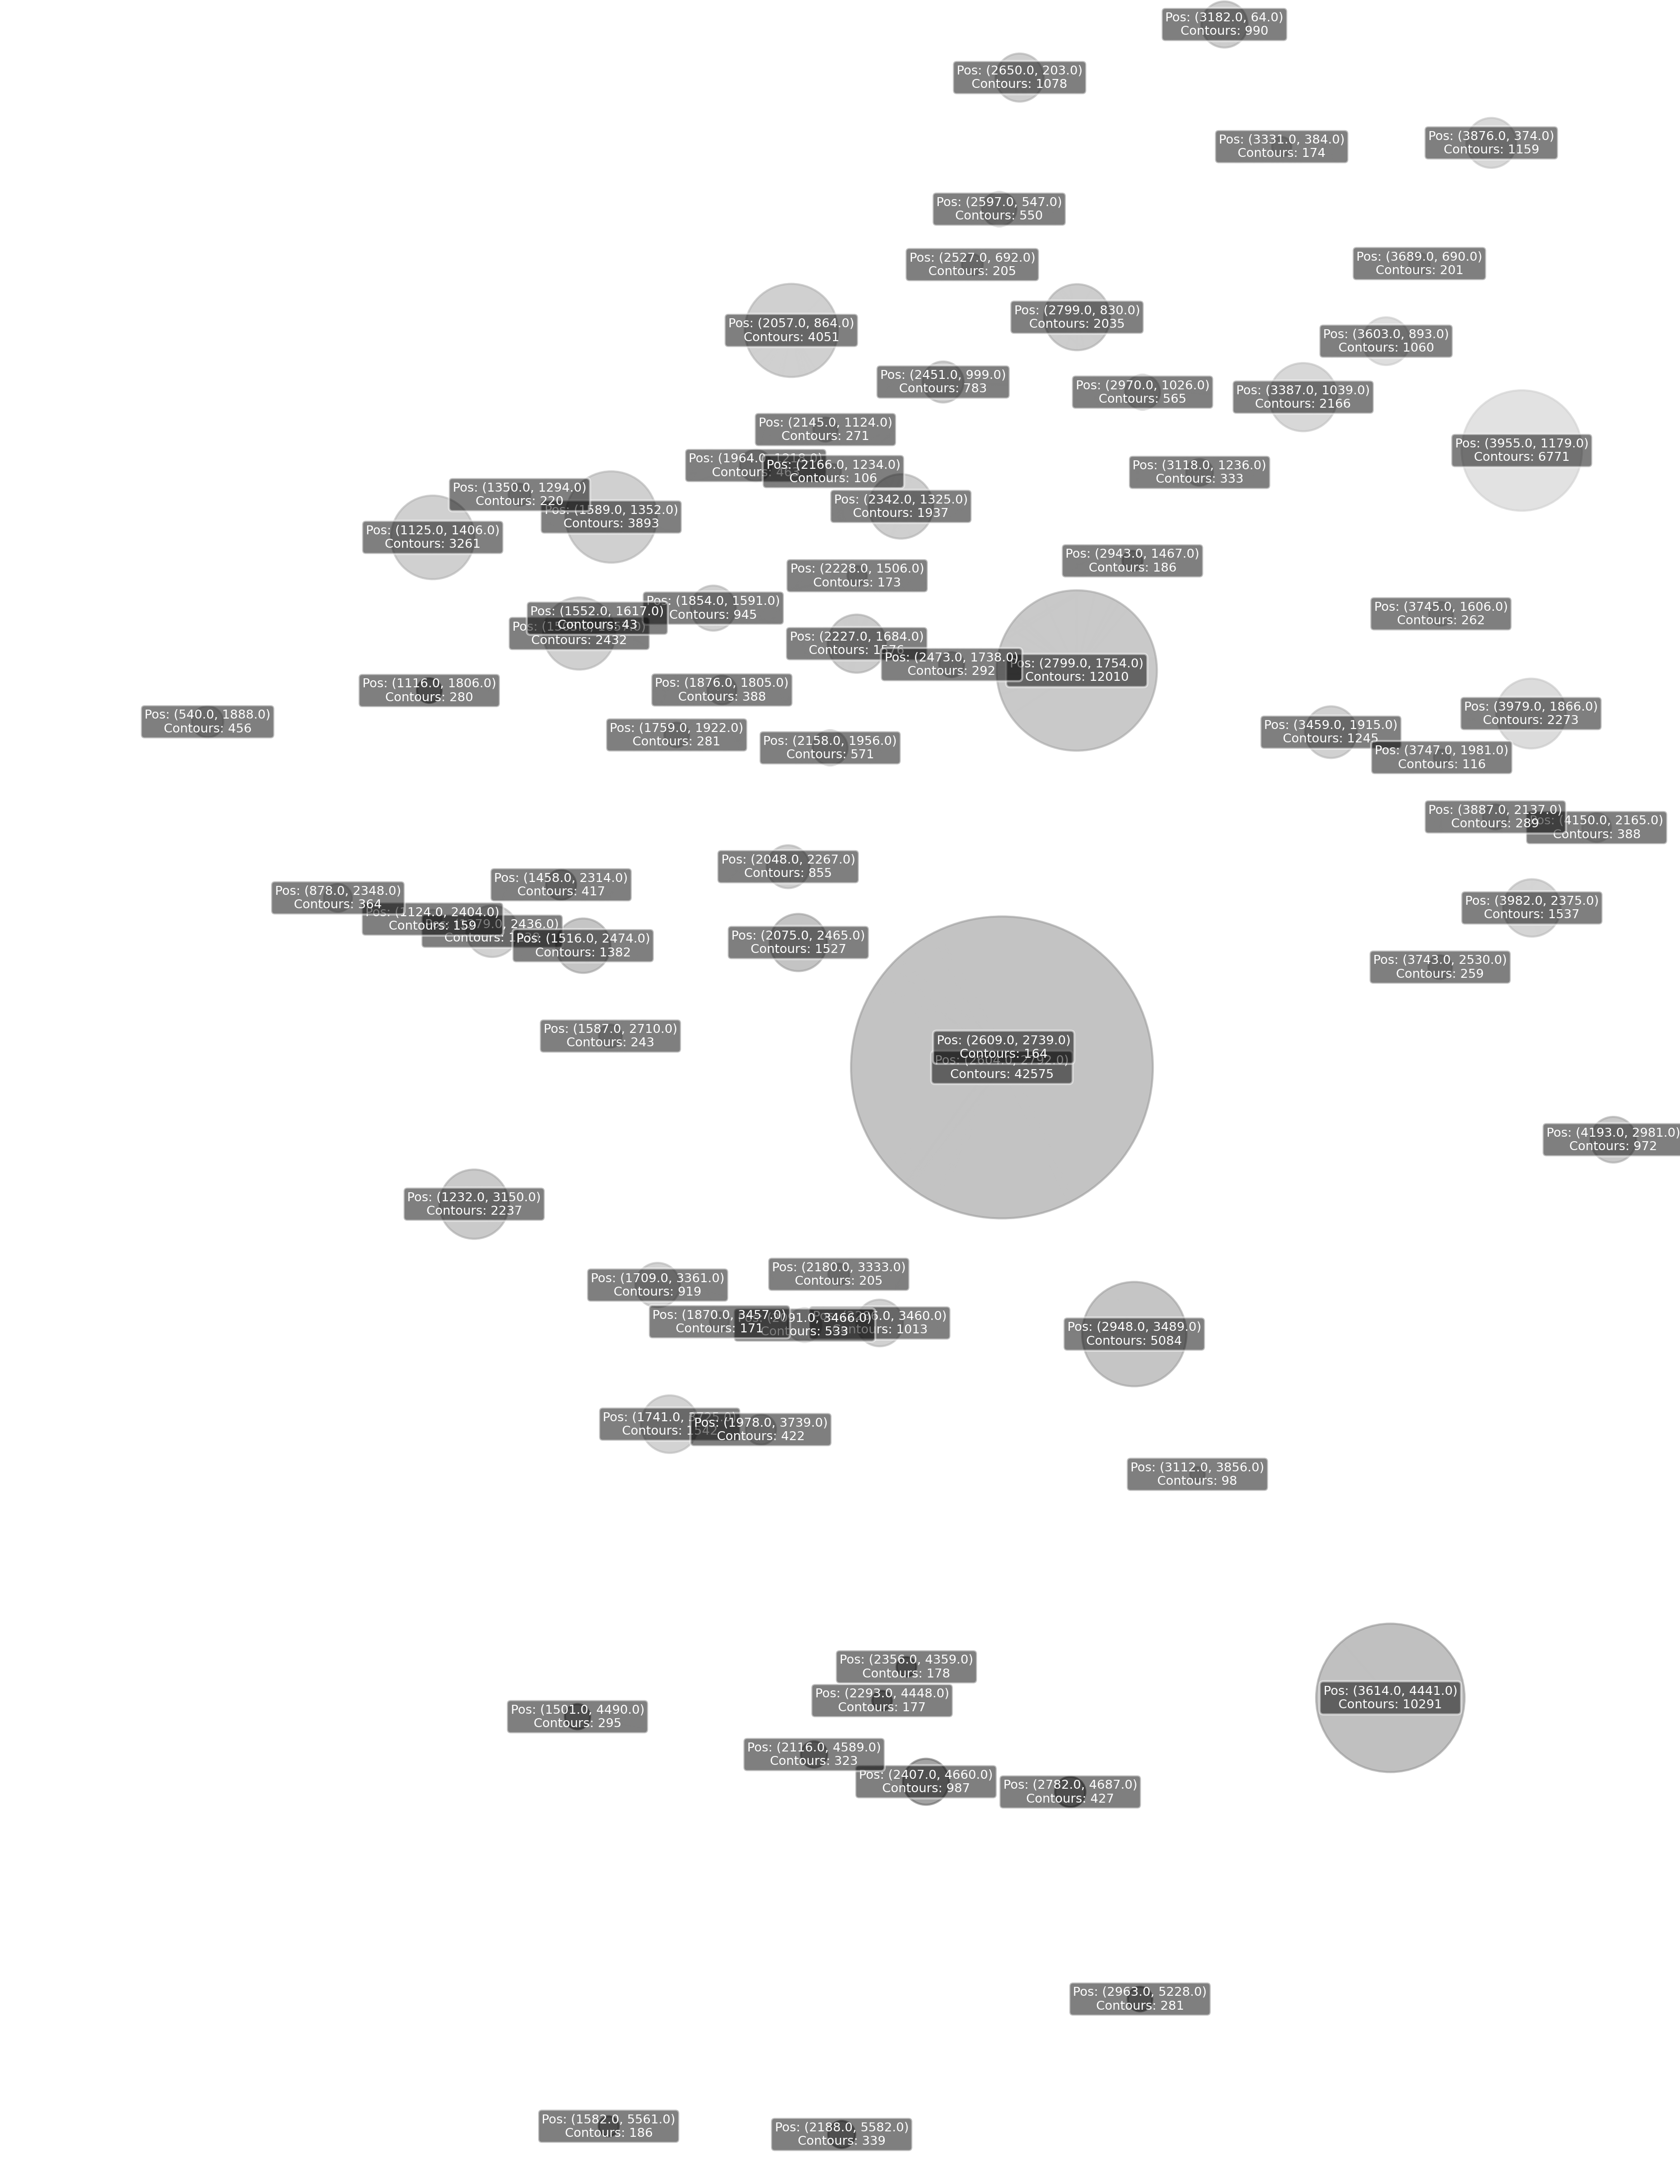 Pos: (3182.0, 64.0)
Contours: 990
Pos: (2650.0, 203.0)
Contours: 1078
Pos: (3331.0, 384.0)
Contours: 174
Pos: (3876.0, 374.0)
Contours: 1159
Pos: (2597.0, 547.0)
Contours: 550
Pos: (2527.0, 692.0)
Contours: 205
Pos: (3689.0, 690.0)
Contours: 201
Pos: (2057.0, 864.0)
Contours: 4051
Pos: (2799.0, 830.0)
Contours: 2035
Pos: (3603.0, 893.0)
Contours: 1060
Pos: (2451.0, 999.0)
Contours: 783
Pos: (2970.0, 1026.0)
Contours: 565
Pos: (3387.0, 1039.0)
Contours: 2166
Pos: (2145.0, 1124.0)
Contours: 271
Pos: (3955.0, 1179.0)
Contours: 6771
Pos: (1964.0,
Contours:
Pos: (2166.0, 1234.0)
Contours: 106
Pos: (3118.0, 1236.0)
Contours: 333
Pos: (1350.0, 1294.0)
Contours: 220
Pos: (1589.0, 1352.0)
Contours: 3893
Pos: (2342.0, 1325.0)
Contours: 1937
Pos: (1125.0, 1406.0)
Contours: 3261
Pos: (2943.0, 1467.0)
Contours: 186
Pos: (2228.0, 1506.0)
Contours: 173
Pos: (1854.0, 1591.0)
Contours: 945
Pos: (1552.0, 1617.0)
Contours: 43
Contours: 2432
Pos: (3745.0, 1606.0)
Contours: 262
Pos: (2227.0, 1684.0)
Contours:
Pos: (2473.0, 1738.0)
Contours: 292
Pos: (2799.0, 1754.0)
Contours: 12010
Pos: (1116.0, 1806.0)
Contours: 280
Pos: (1876.0, 1805.0)
Contours: 388
Pos: (540.0, 1888.0)
Contours: 456
Pos: (1759.0, 1922.0)
Contours: 281
Pos: (2158.0, 1956.0)
Contours: 571
Pos: (3979.0, 1866.0)
Contours: 2273
Pos: (3459.0, 1915.0)
Contours: 1245
Pos: (3747.0, 1981.0)
Contours: 116
Pos: (3887.0, 2137.0)
Contours: 289
Pos: (4150.0, 2165.0)
Contours: 388
Pos: (2048.0, 2267.0)
Contours: 855
Pos: (1458.0, 2314.0)
Contours: 417
Pos: (878.0, 2348.0)
Contours: 364
Pos: (1124.0, 2404.0)
Contours: 159
2436.0)
Pos: (1516.0, 2474.0)
Contours: 1382
Pos: (2075.0, 2465.0)
Contours: 1527
Pos: (3982.0, 2375.0)
Contours: 1537
Pos: (3743.0, 2530.0)
Contours: 259
Pos: (1587.0, 2710.0)
Contours: 243
Pos: (2609.0, 2739.0)
Contours: 164
Pos: (2604.0, 2792.0)
Contours: 42575
Pos: (4193.0, 2981.0)
Contours: 972
Pos: (1232.0, 3150.0)
Contours: 2237
Pos: (2180.0, 3333.0)
Contours: 205
Pos: (1709.0, 3361.0)
Contours: 919
Pos: (1870.0, 3457.0)
Contours: 171
3466.0)
Contours: 533
3460.0)
Contours: 1013
Pos: (2948.0, 3489.0)
Contours: 5084
Pos: (1741.0,
Contours: 1542
Pos: (1978.0, 3739.0)
Contours: 422
Pos: (3112.0, 3856.0)
Contours: 98
Pos: (2356.0, 4359.0)
Contours: 178
Pos: (2293.0, 4448.0)
Contours: 177
Pos: (3614.0, 4441.0)
Contours: 10291
Pos: (1501.0, 4490.0)
Contours: 295
Pos: (2116.0, 4589.0)
Contours: 323
Pos: (2407.0, 4660.0)
Contours: 987
Pos: (2782.0, 4687.0)
Contours: 427
Pos: (2963.0, 5228.0)
Contours: 281
Pos: (1582.0, 5561.0)
Contours: 186
Pos: (2188.0, 5582.0)
Contours: 339